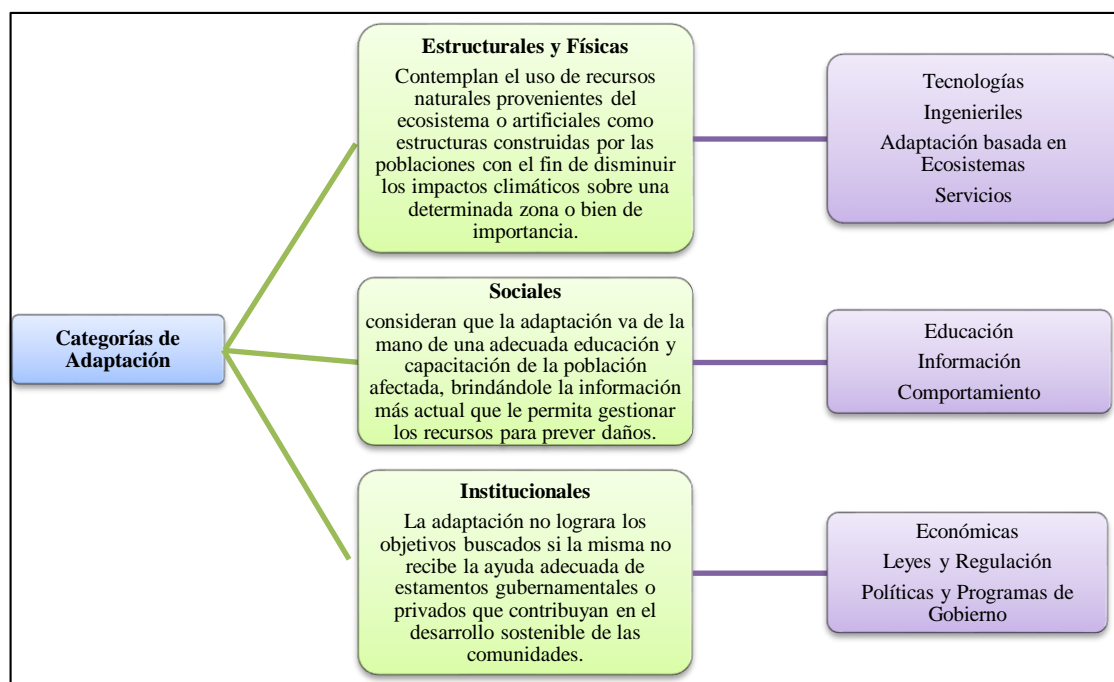 Categorías de
Adaptación
Estructurales y Físicas
Contemplan el uso de recursos
naturales provenientes del
ecosistema o artificiales como
estructuras construidas por las
poblaciones con el fin de disminuir
los impactos climáticos sobre una
determinada zona o bien de
importancia.
Tecnologías
Ingenieriles
Adaptación basada en
Ecosistemas
Servicios
Sociales
consideran que la adaptación va de la
mano de una adecuada educación y
capacitación de la población
afectada, brindándole la información
más actual que le permita gestionar
los recursos para prever daños.
Educación
Información
Comportamiento
Institucionales
La adaptación no lograra los
objetivos buscados si la misma no
recibe la ayuda adecuada de
estamentos gubernamentales o
privados que contribuyan en el
desarrollo sostenible de las
comunidades.
Económicas
Leyes y Regulación
Políticas y Programas de
Gobierno